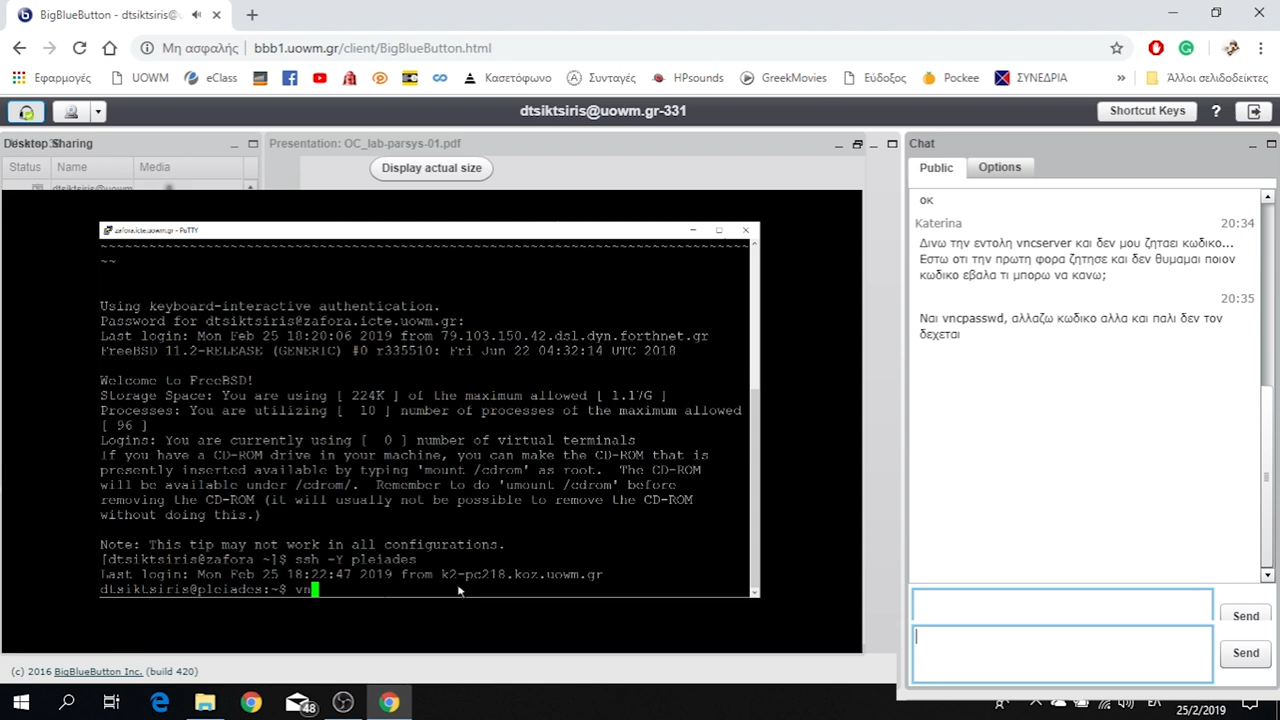 BigBlueButton - dtsiktsiris@u
Μη ασφαλής
bbb1.uowm.gr/client/BigBlueButton.html
Εφαρμογές
UOWM
eClass
Κασετόφωνο
Συνταγές
HPsounds
GreekMovies
Εύδοξος
Pockee
ΣΥΝΕΔΡΙΑ
»
Άλλοι σελιδοδείκτες
dtsiktsiris@uowm.gr-331
Shortcut Keys
?
Desktop Sharing
Presentation: OC_lab-parsys-01.pdf
Chat
Status
Name
Media
Display actual size
Public
Options
dtsiktsiris@uowm
zafora.icte.uowm.gr - PuTTY
~~~~~~~~~~~~~~~~~~~~~~~~~~~~~~~~~~~~~~~~~~~~~~~~~~~~~~~~~~~~~~~~~~~~~~~~~~~~~~~~
~~
Using keyboard-interactive authentication.
Password for dtsiktsiris@zafora.icte.uowm.gr:
Last login: Mon Feb 25 18:20:06 2019 from 79.103.150.42.dsl.dyn.forthnet.gr
FreeBSD 11.2-RELEASE (GENERIC) #0 r335510: Fri Jun 22 04:32:14 UTC 2018
Welcome to FreeBSD!
Storage Space: You are using [ 224K ] of the maximum allowed [ 1.17G ]
Processes: You are utilizing [  10 ] number of processes of the maximum allowed
[ 96 ]
Logins: You are currently using [  0 ] number of virtual terminals
If you have a CD-ROM drive in your machine, you can make the CD-ROM that is
presently inserted available by typing 'mount /cdrom' as root.  The CD-ROM
will be available under /cdrom/.  Remember to do 'umount /cdrom' before
removing the CD-ROM (it will usually not be possible to remove the CD-ROM
without doing this.)
Note: This tip may not work in all configurations.
[dtsiktsiris@zafora ~]$ ssh -Y pleiades
Last login: Mon Feb 25 18:22:47 2019 from k2-pc218.koz.uowm.gr
dtsiktsiris@pleiades:~$ vn
οκ
Katerina
20:34
Δινω την εντολη vncserver και δεν μου ζηταει κωδικο...
Εστω οτι την πρωτη φορα ζητησε και δεν θυμαμαι ποιον
κωδικο εβαλα τι μπορω να κανω;
20:35
Ναι vncpasswd, αλλαζω κωδικο αλλα και παλι δεν τον
δεχεται
Send
Send
(c) 2016 BigBlueButton Inc. (build 420)
48
EΛ
25/2/2019